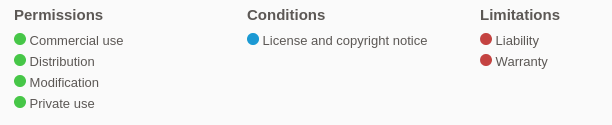 Permissions
Commercial use
Distribution
Modification
Private use
Conditions
License and copyright notice
Limitations
Liability
Warranty